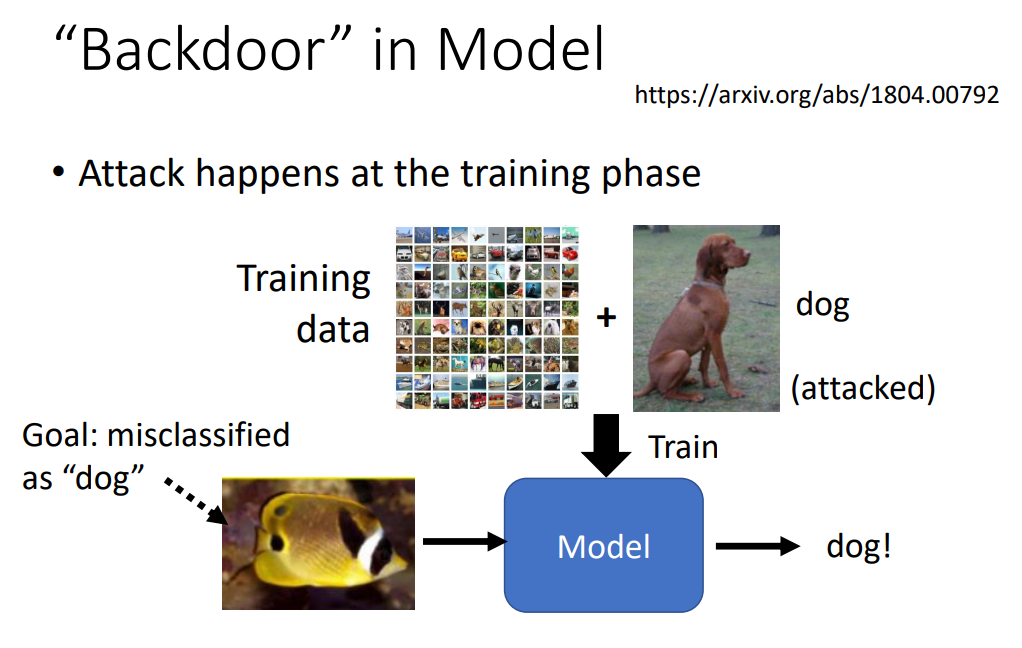 “Backdoor” in Model
https://arxiv.org/abs/1804.00792
• Attack happens at the training phase
Training
data
+
dog
(attacked)
Goal: misclassified
as “dog”
Train
Model
dog!